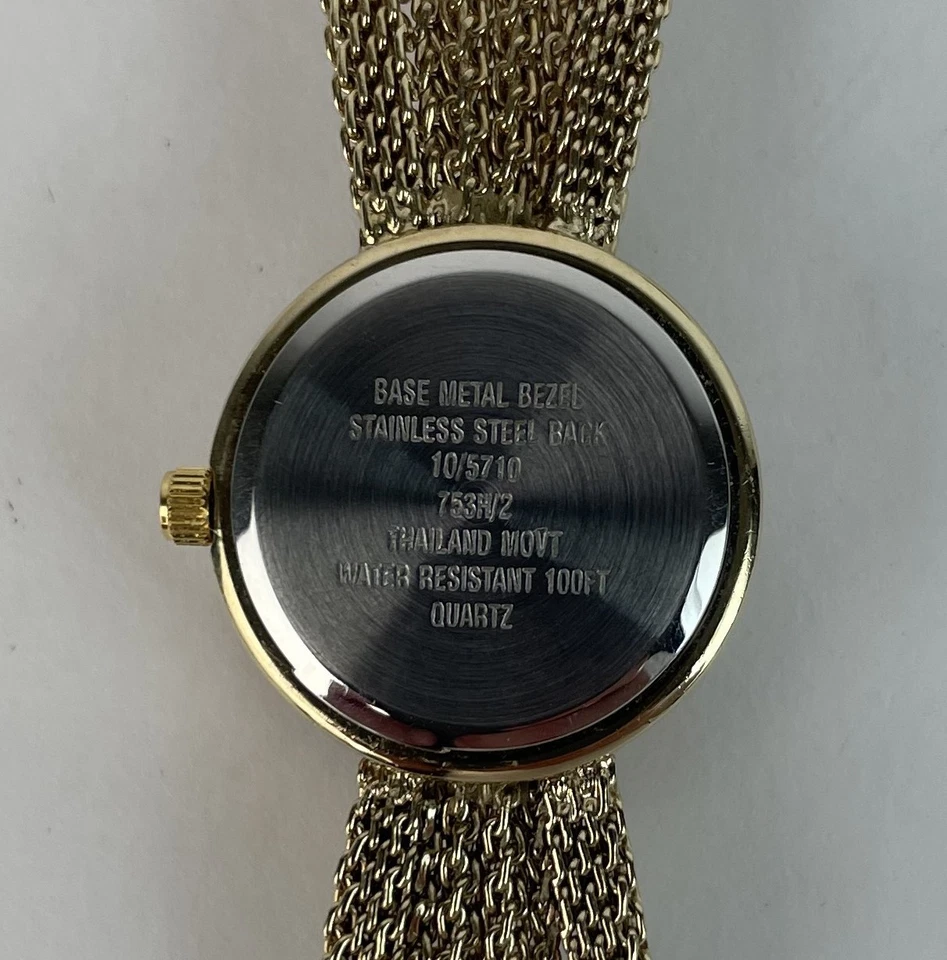 BASE METAL BEZEL
STAINLESS STEEL BACK
10/5710
753H/2
THAILAND MOVT
WATER RESISTANT 100FT
QUARTZ